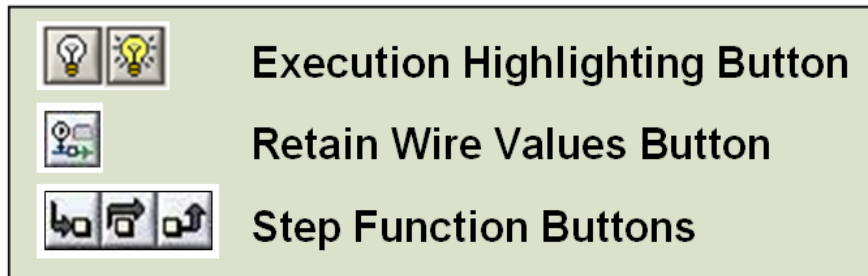 Execution Highlighting Button
Retain Wire Values Button
Step Function Buttons